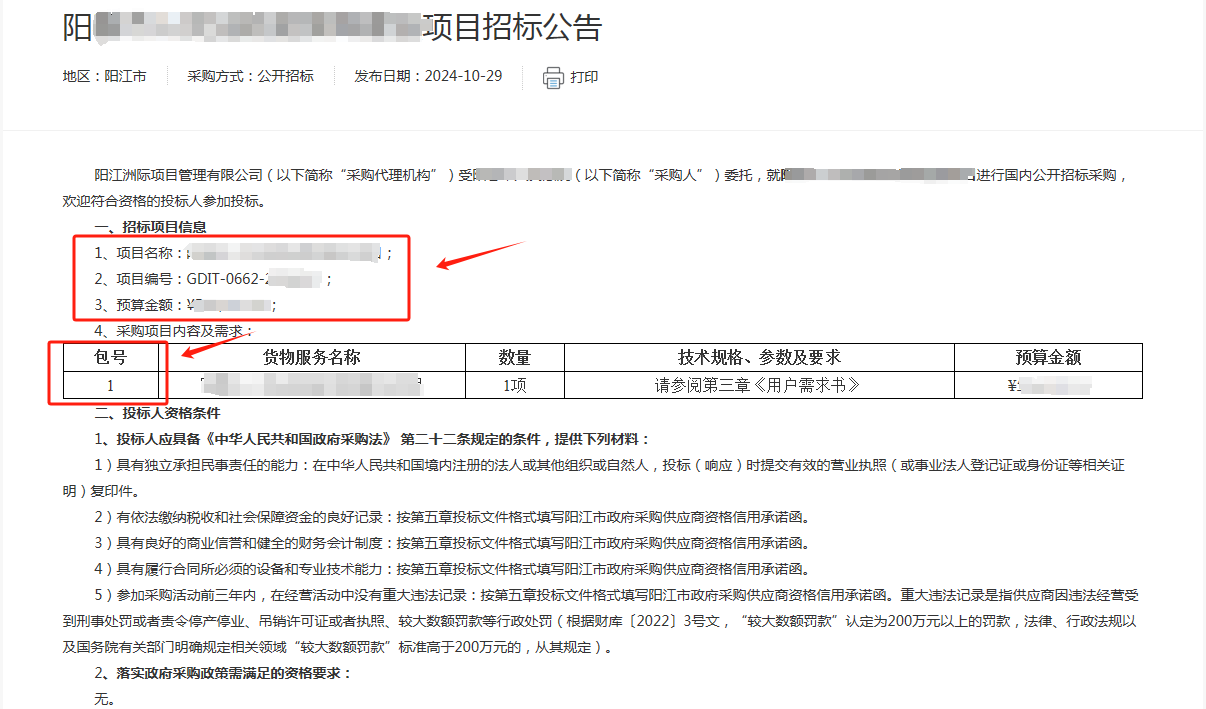 阳 项目招标公告
地区：阳江市 采购方式：公开招标 发布日期：2024-10-29 打印
阳江洲际项目管理有限公司（以下简称“采购代理机构”）受 （以下简称“采购人”）委托，就 进行国内公开招标采购，
欢迎符合资格的投标人参加投标。
一、招标项目信息
1、项目名称： ；
2、项目编号：GDIT-0662-2 ；
3、预算金额：¥ ；
4、采购项目内容及需求：
包号 货物服务名称 数量 技术规格、参数及要求 预算金额
1 1项 请参阅第三章《用户需求书》 ¥
二、投标人资格条件
1、投标人应具备《中华人民共和国政府采购法》 第二十二条规定的条件，提供下列材料：
1）具有独立承担民事责任的能力：在中华人民共和国境内注册的法人或其他组织或自然人，投标（响应）时提交有效的营业执照（或事业法人登记证或身份证等相关证
明）复印件。
2）有依法缴纳税收和社会保障资金的良好记录：按第五章投标文件格式填写阳江市政府采购供应商资格信用承诺函。
3）具有良好的商业信誉和健全的财务会计制度：按第五章投标文件格式填写阳江市政府采购供应商资格信用承诺函。
4）具有履行合同所必须的设备和专业技术能力：按第五章投标文件格式填写阳江市政府采购供应商资格信用承诺函。
5）参加采购活动前三年内，在经营活动中没有重大违法记录：按第五章投标文件格式填写阳江市政府采购供应商资格信用承诺函。重大违法记录是指供应商因违法经营受
到刑事处罚或者责令停产停业、吊销许可证或者执照、较大数额罚款等行政处罚（根据财库〔2022〕3号文，“较大数额罚款”认定为200万元以上的罚款，法律、行政法规以
及国务院有关部门明确规定相关领域“较大数额罚款”标准高于200万元的，从其规定）。
2、落实政府采购政策需满足的资格要求：
无。